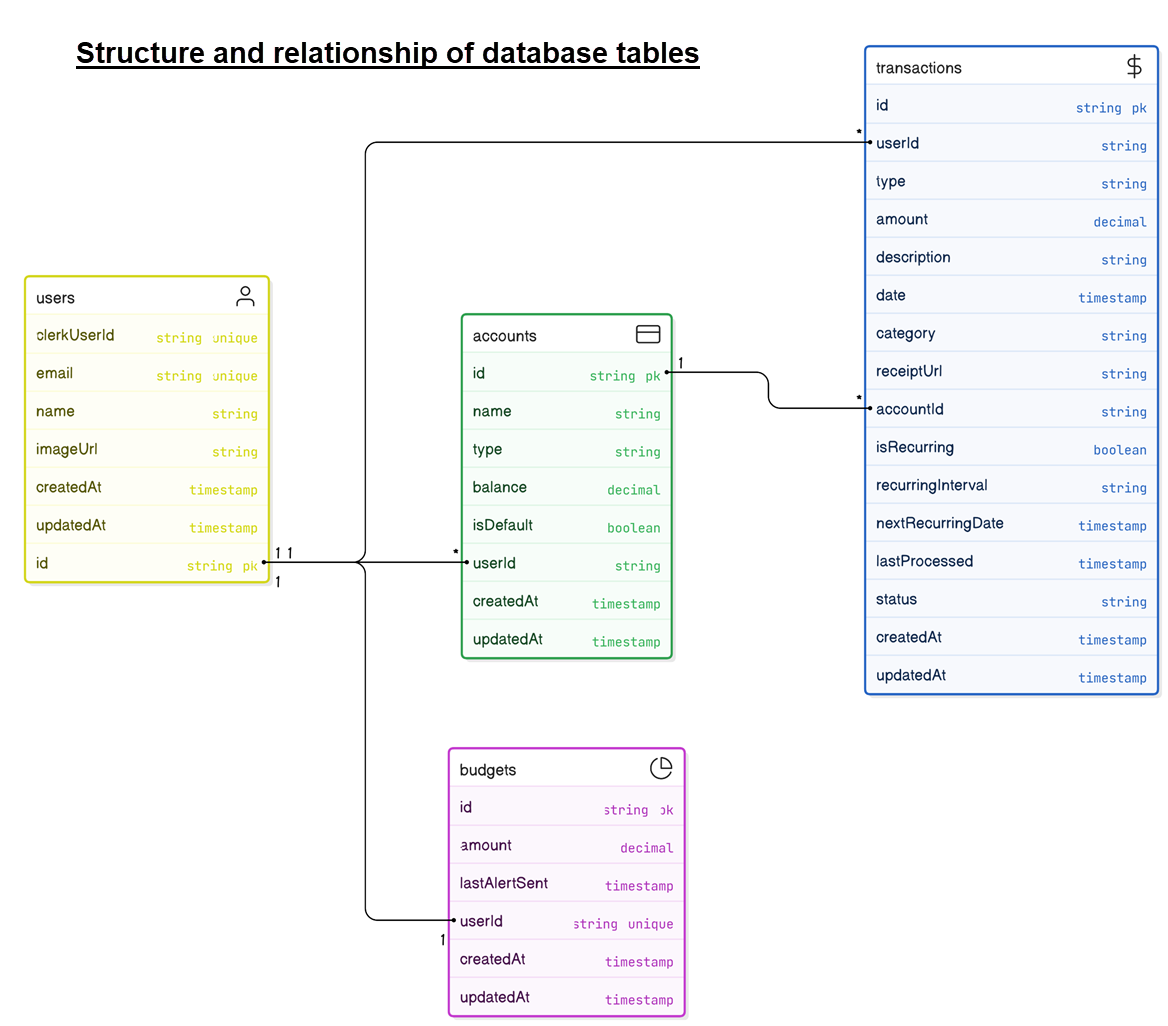 Structure and relationship of database tables
transactions
id string pk
userId string
type string
amount decimal
description string
date timestamp
category string
receiptUrl string
accountId string
isRecurring boolean
recurringInterval string
nextRecurringDate timestamp
lastProcessed timestamp
status string
createdAt timestamp
updatedAt timestamp
*
*
users
clerkUserId string unique
email string unique
name string
imageUrl string
createdAt timestamp
updatedAt timestamp
id string pk
1 1
1
accounts
id string pk
name string
type string
balance decimal
isDefault boolean
userId string
createdAt timestamp
updatedAt timestamp
1
*
budgets
id string pk
amount decimal
lastAlertSent timestamp
userId string unique
createdAt timestamp
updatedAt timestamp
1